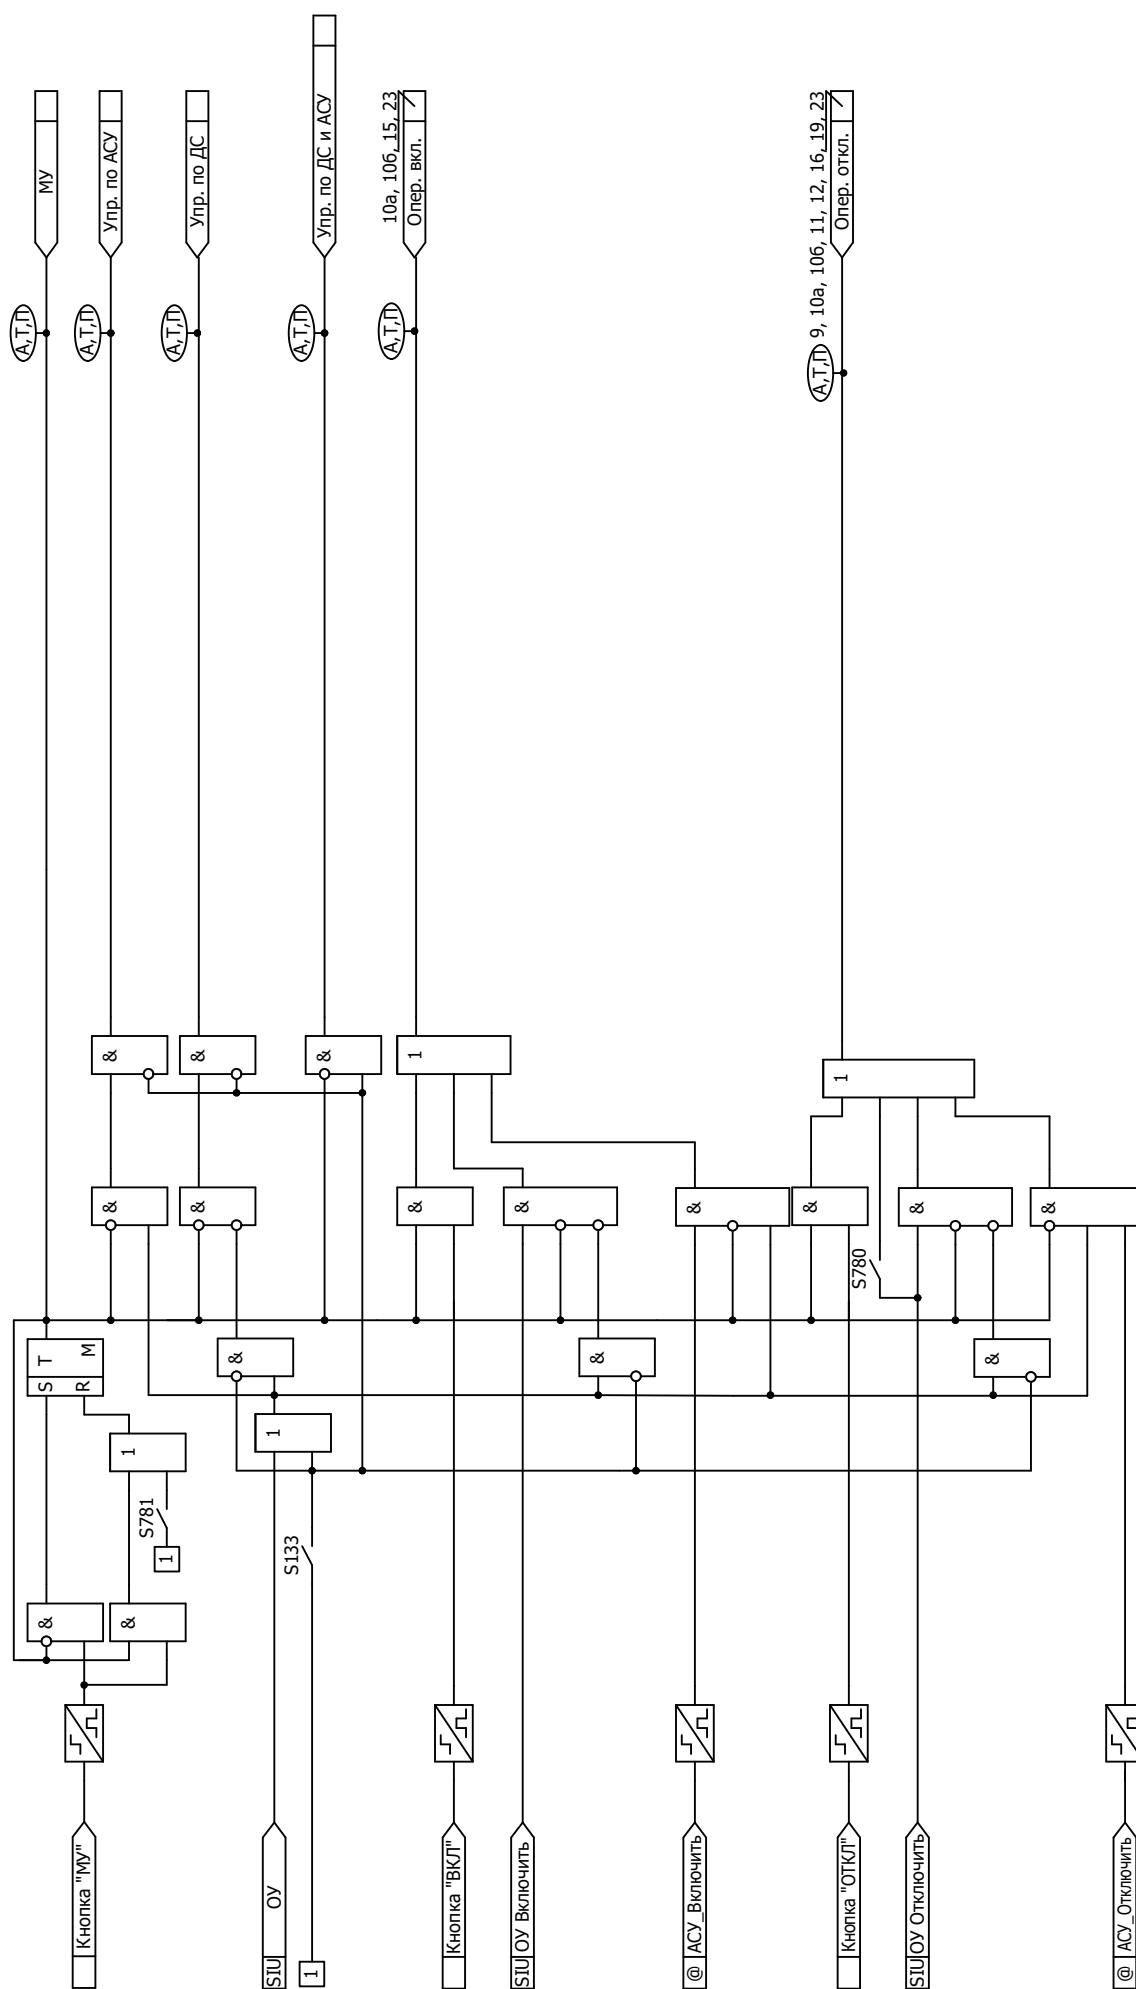 МУ
А,Т,П
S
T
R
M
&
&
1
S781
1
Кнопка "МУ"
Упр. по АСУ
А,Т,П
&
&
Упр. по ДС
А,Т,П
&
&
&
1
SIU ОУ
S133
1
Упр. по ДС и АСУ
А,Т,П
&
10а, 10б, 15, 23
Опер. вкл.
А,Т,П
1
&
Кнопка "ВКЛ"
&
&
SIU ОУ Включить
&
@ АСУ_Включить
9, 10а, 10б, 11, 12, 16, 19, 23
Опер. откл.
А,Т,П
1
&
Кнопка "ОТКЛ"
S780
&
&
SIU ОУ Отключить
&
@ АСУ_Отключить